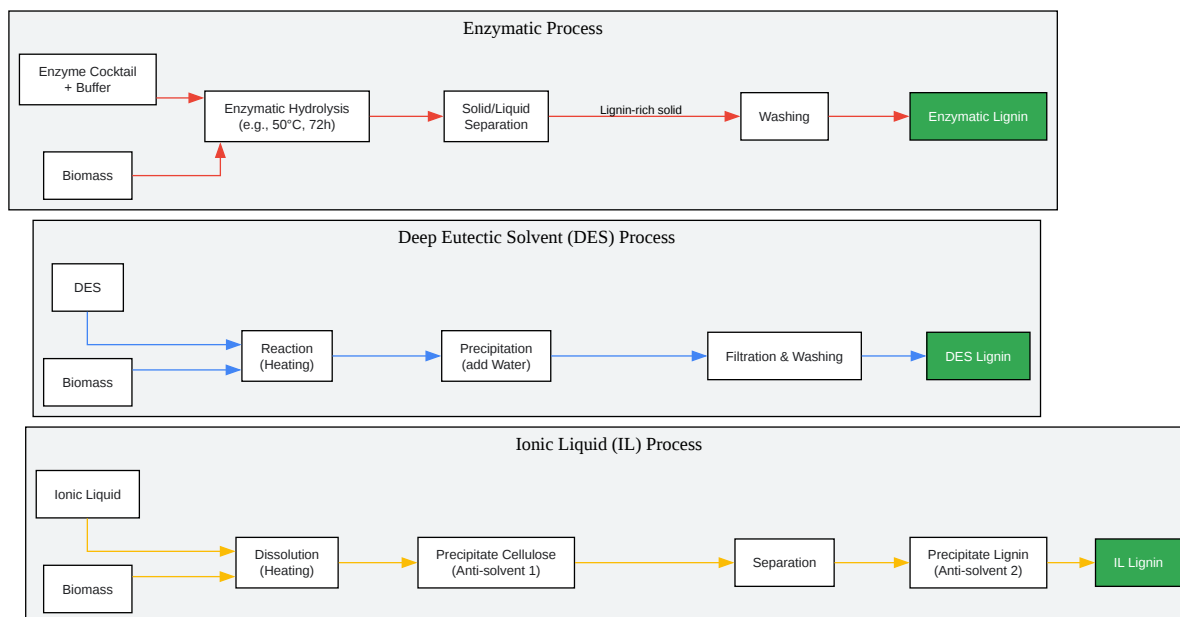 Enzymatic Process
Enzyme Cocktail
+ Buffer
Biomass
Enzymatic Hydrolysis
(e.g., 50°C, 72h)
Solid/Liquid
Separation
Lignin-rich solid
Washing
Enzymatic Lignin
Deep Eutectic Solvent (DES) Process
DES
Biomass
Reaction
(Heating)
Precipitation
(add Water)
Filtration & Washing
DES Lignin
Ionic Liquid (IL) Process
Ionic Liquid
Biomass
Dissolution
(Heating)
Precipitate Cellulose
(Anti-solvent 1)
Separation
Precipitate Lignin
(Anti-solvent 2)
IL Lignin